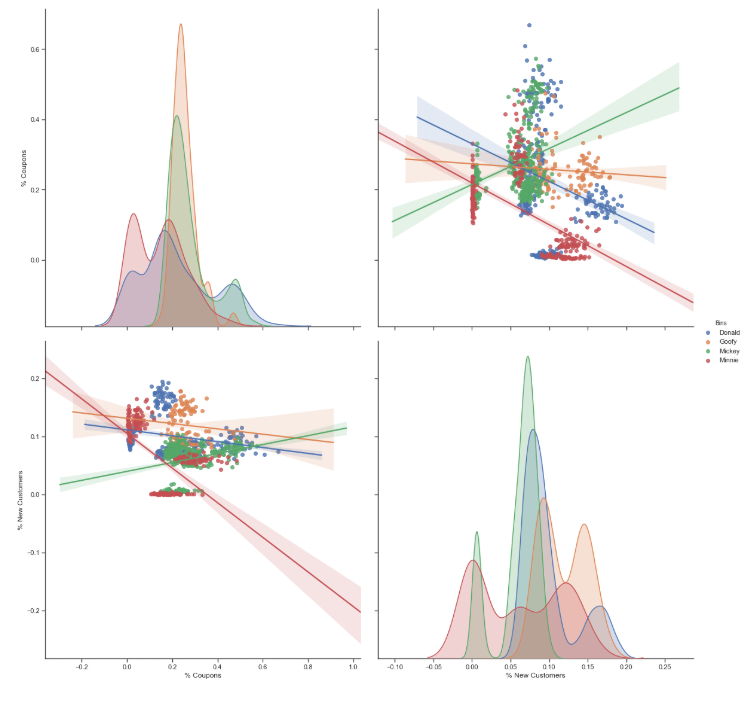 0.6
0.4
0.2
0.0
% Coupons
Bins
Donald
Goofy
Mickey
Minnie
0.2
0.1
0.0
−0.1
−0.2
% New Customers
−0.2 0.0 0.2 0.4 0.6 0.8 1.0
% Coupons
−0.10 −0.05 0.00 0.05 0.10 0.15 0.20 0.25
% New Customers